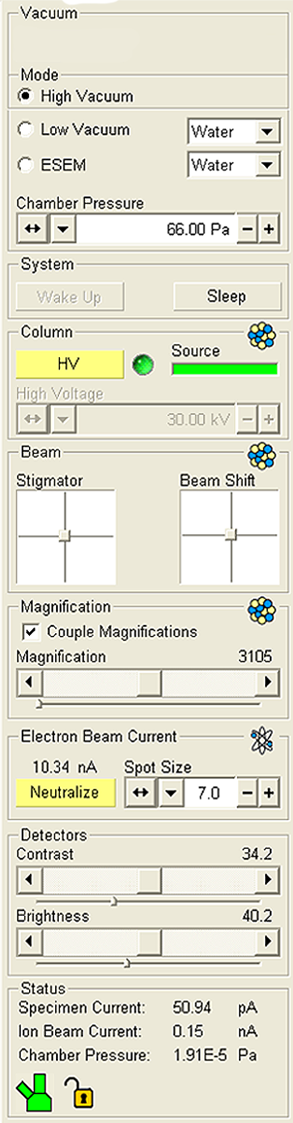 Vacuum
Mode
High Vacuum
Low Vacuum Water
ESEM Water
Chamber Pressure
66.00 Pa
System
Wake Up Sleep
Column
HV Source
High Voltage
30.00 kV
Beam
Stigmator Beam Shift
Magnification
Couple Magnifications
Magnification 3105
Electron Beam Current
10.34 nA Spot Size
Neutralize 7.0
Detectors
Contrast 34.2
Brightness 40.2
Status
Specimen Current: 50.94 pA
Ion Beam Current: 0.15 nA
Chamber Pressure: 1.91E-5 Pa